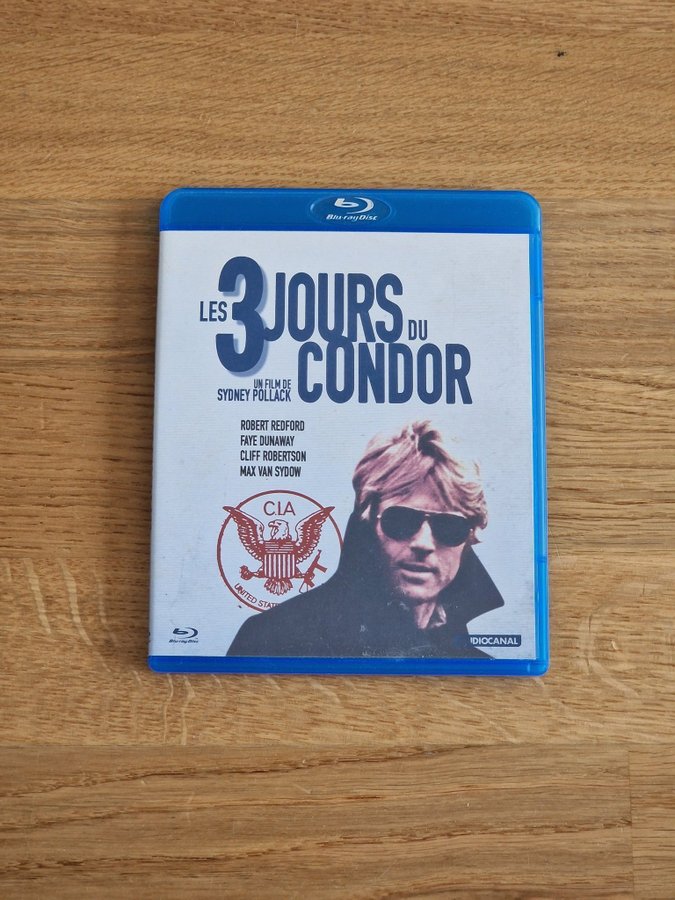 Blu-ray Disc
LES 3 JOURS DU
CONDOR
UN FILM DE
SYDNEY POLLACK
ROBERT REDFORD
FAYE DUNAWAY
CLIFF ROBERTSON
MAX VAN SYDOW
C.I.A
UNITED STAT
Blu-ray Disc
UDIOCANAL